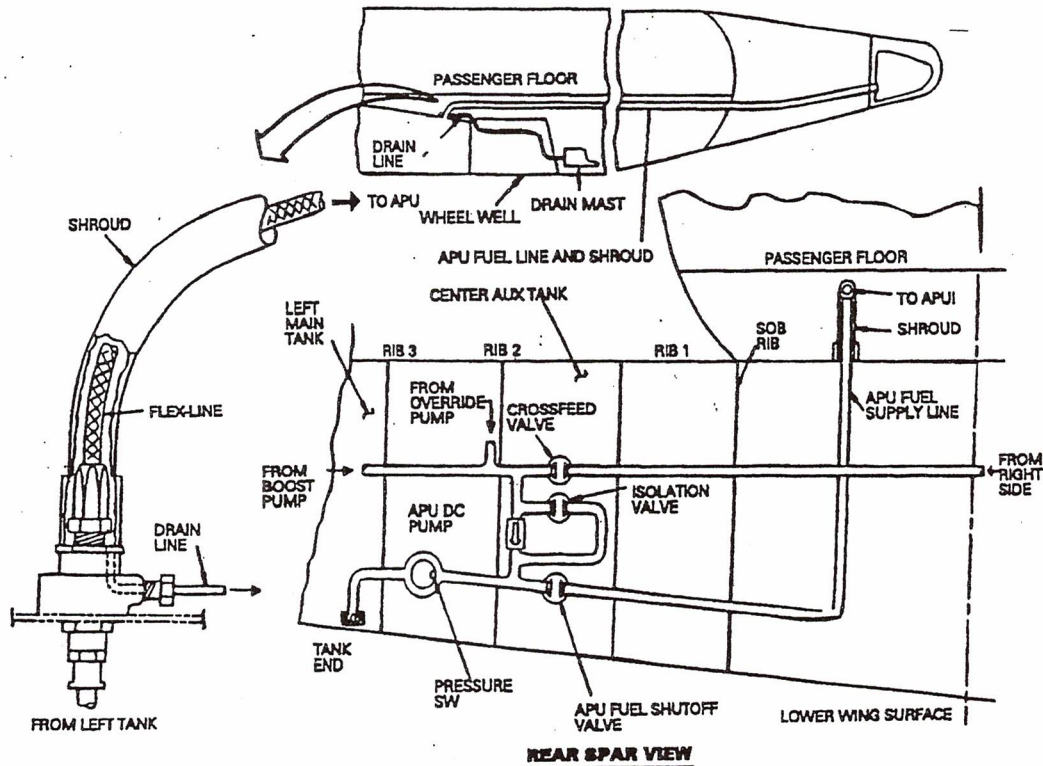 PASSENGER FLOOR
DRAIN
LINE
WHEEL WELL
DRAIN MAST
TO APU
SHROUD
APU FUEL LINE AND SHROUD
CENTER AUX TANK
PASSENGER FLOOR
TO APUI
SHROUD
SOB
RIB
LEFT
MAIN
TANK
RIB 3
RIB 2
RIB 1
FROM
OVERRIDE
PUMP
CROSSFEED
VALVE
APU FUEL
SUPPLY LINE
FLEX-LINE
FROM
BOOST
PUMP
FROM
RIGHT
SIDE
ISOLATION
VALVE
APU DC
PUMP
DRAIN
LINE
TANK
END
PRESSURE
SW
APU FUEL SHUTOFF
VALVE
LOWER WING SURFACE
FROM LEFT TANK
REAR SPAR VIEW